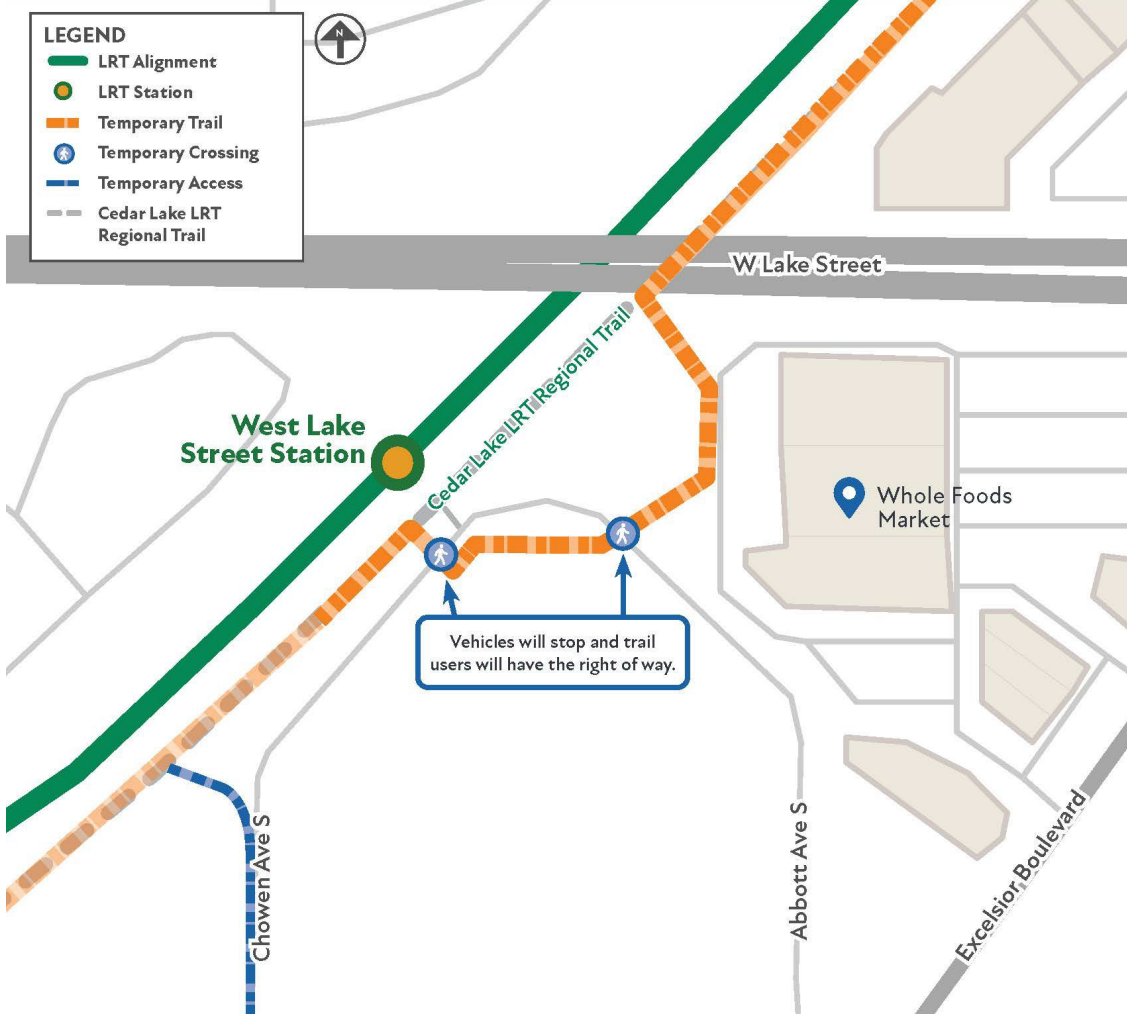 LEGEND
LRT Alignment
LRT Station
Temporary Trail
Temporary Crossing
Temporary Access
Cedar Lake LRT
Regional Trail
N
W Lake Street
Cedar Lake LRT Regional Trail
West Lake
Street Station
Whole Foods
Market
Vehicles will stop and trail
users will have the right of way.
Chowen Ave S
Abbott Ave S
Excelsior Boulevard